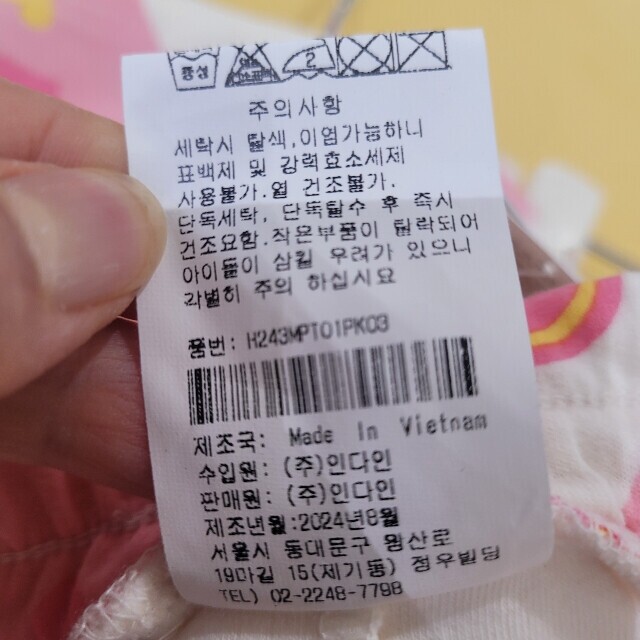 중성
2
주의사항
세탁시 탈색,이염가능하니
표백제 및 강력효소세제
사용불가.열 건조불가.
단독세탁, 단독탈수 후 즉시
건조요함.작은부품이 탈락되어
아이들이 삼킬 우려가 있으니
각별히 주의 하십시요
품번: H243MPT01PK03
제조국: Made In Vietnam
수입원: (주)인다인
판매원: (주)인다인
제조년월:2024년8월
서울시 동대문구 왕산로
19마길 15(제기동) 정우빌딩
TEL) 02-2248-7798